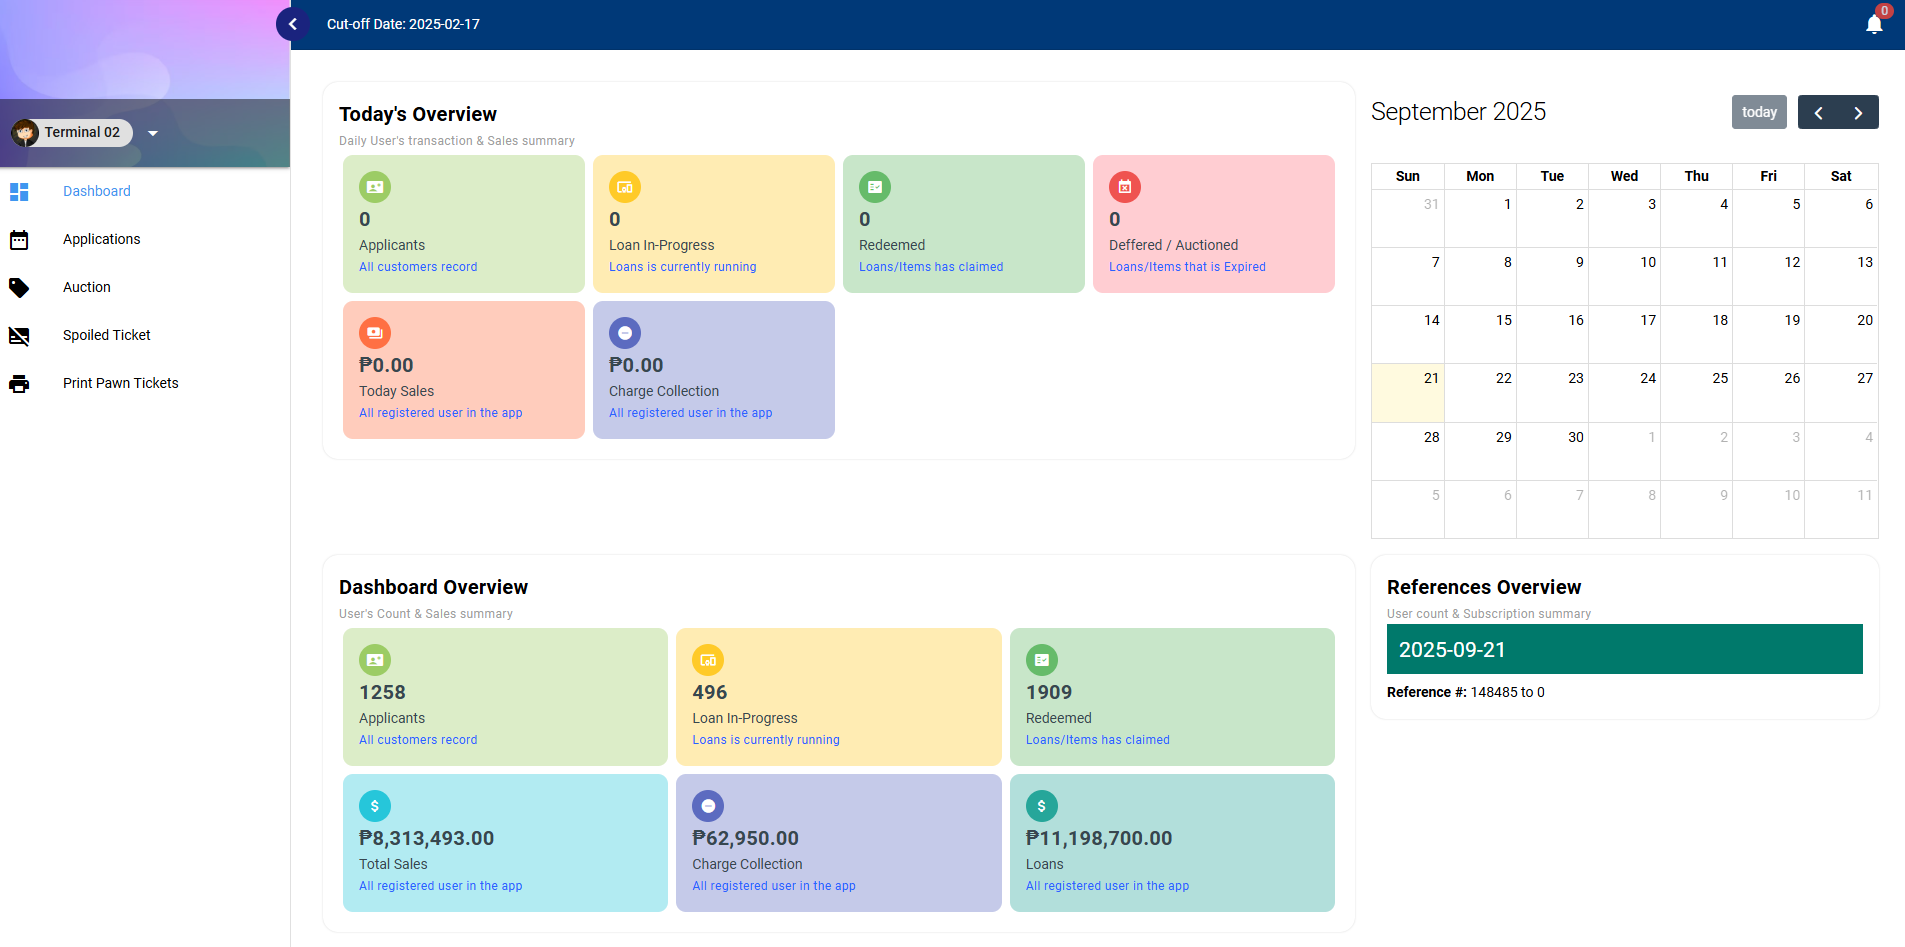 Cut-off Date: 2025-02-17
0
Terminal 02
Dashboard
Applications
Auction
Spoiled Ticket
Print Pawn Tickets
Today's Overview
Daily User's transaction & Sales summary
0
Applicants
All customers record
0
Loan In-Progress
Loans is currently running
0
Redeemed
Loans/Items has claimed
0
Deffered / Auctioned
Loans/Items that is Expired
₱0.00
Today Sales
All registered user in the app
₱0.00
Charge Collection
All registered user in the app
September 2025
today
Sun Mon Tue Wed Thu Fri Sat
31 1 2 3 4 5 6
7 8 9 10 11 12 13
14 15 16 17 18 19 20
21 22 23 24 25 26 27
28 29 30 1 2 3 4
5 6 7 8 9 10 11
Dashboard Overview
User's Count & Sales summary
1258
Applicants
All customers record
496
Loan In-Progress
Loans is currently running
1909
Redeemed
Loans/Items has claimed
$
₱8,313,493.00
Total Sales
All registered user in the app
₱62,950.00
Charge Collection
All registered user in the app
$
₱11,198,700.00
Loans
All registered user in the app
References Overview
User count & Subscription summary
2025-09-21
Reference #: 148485 to 0